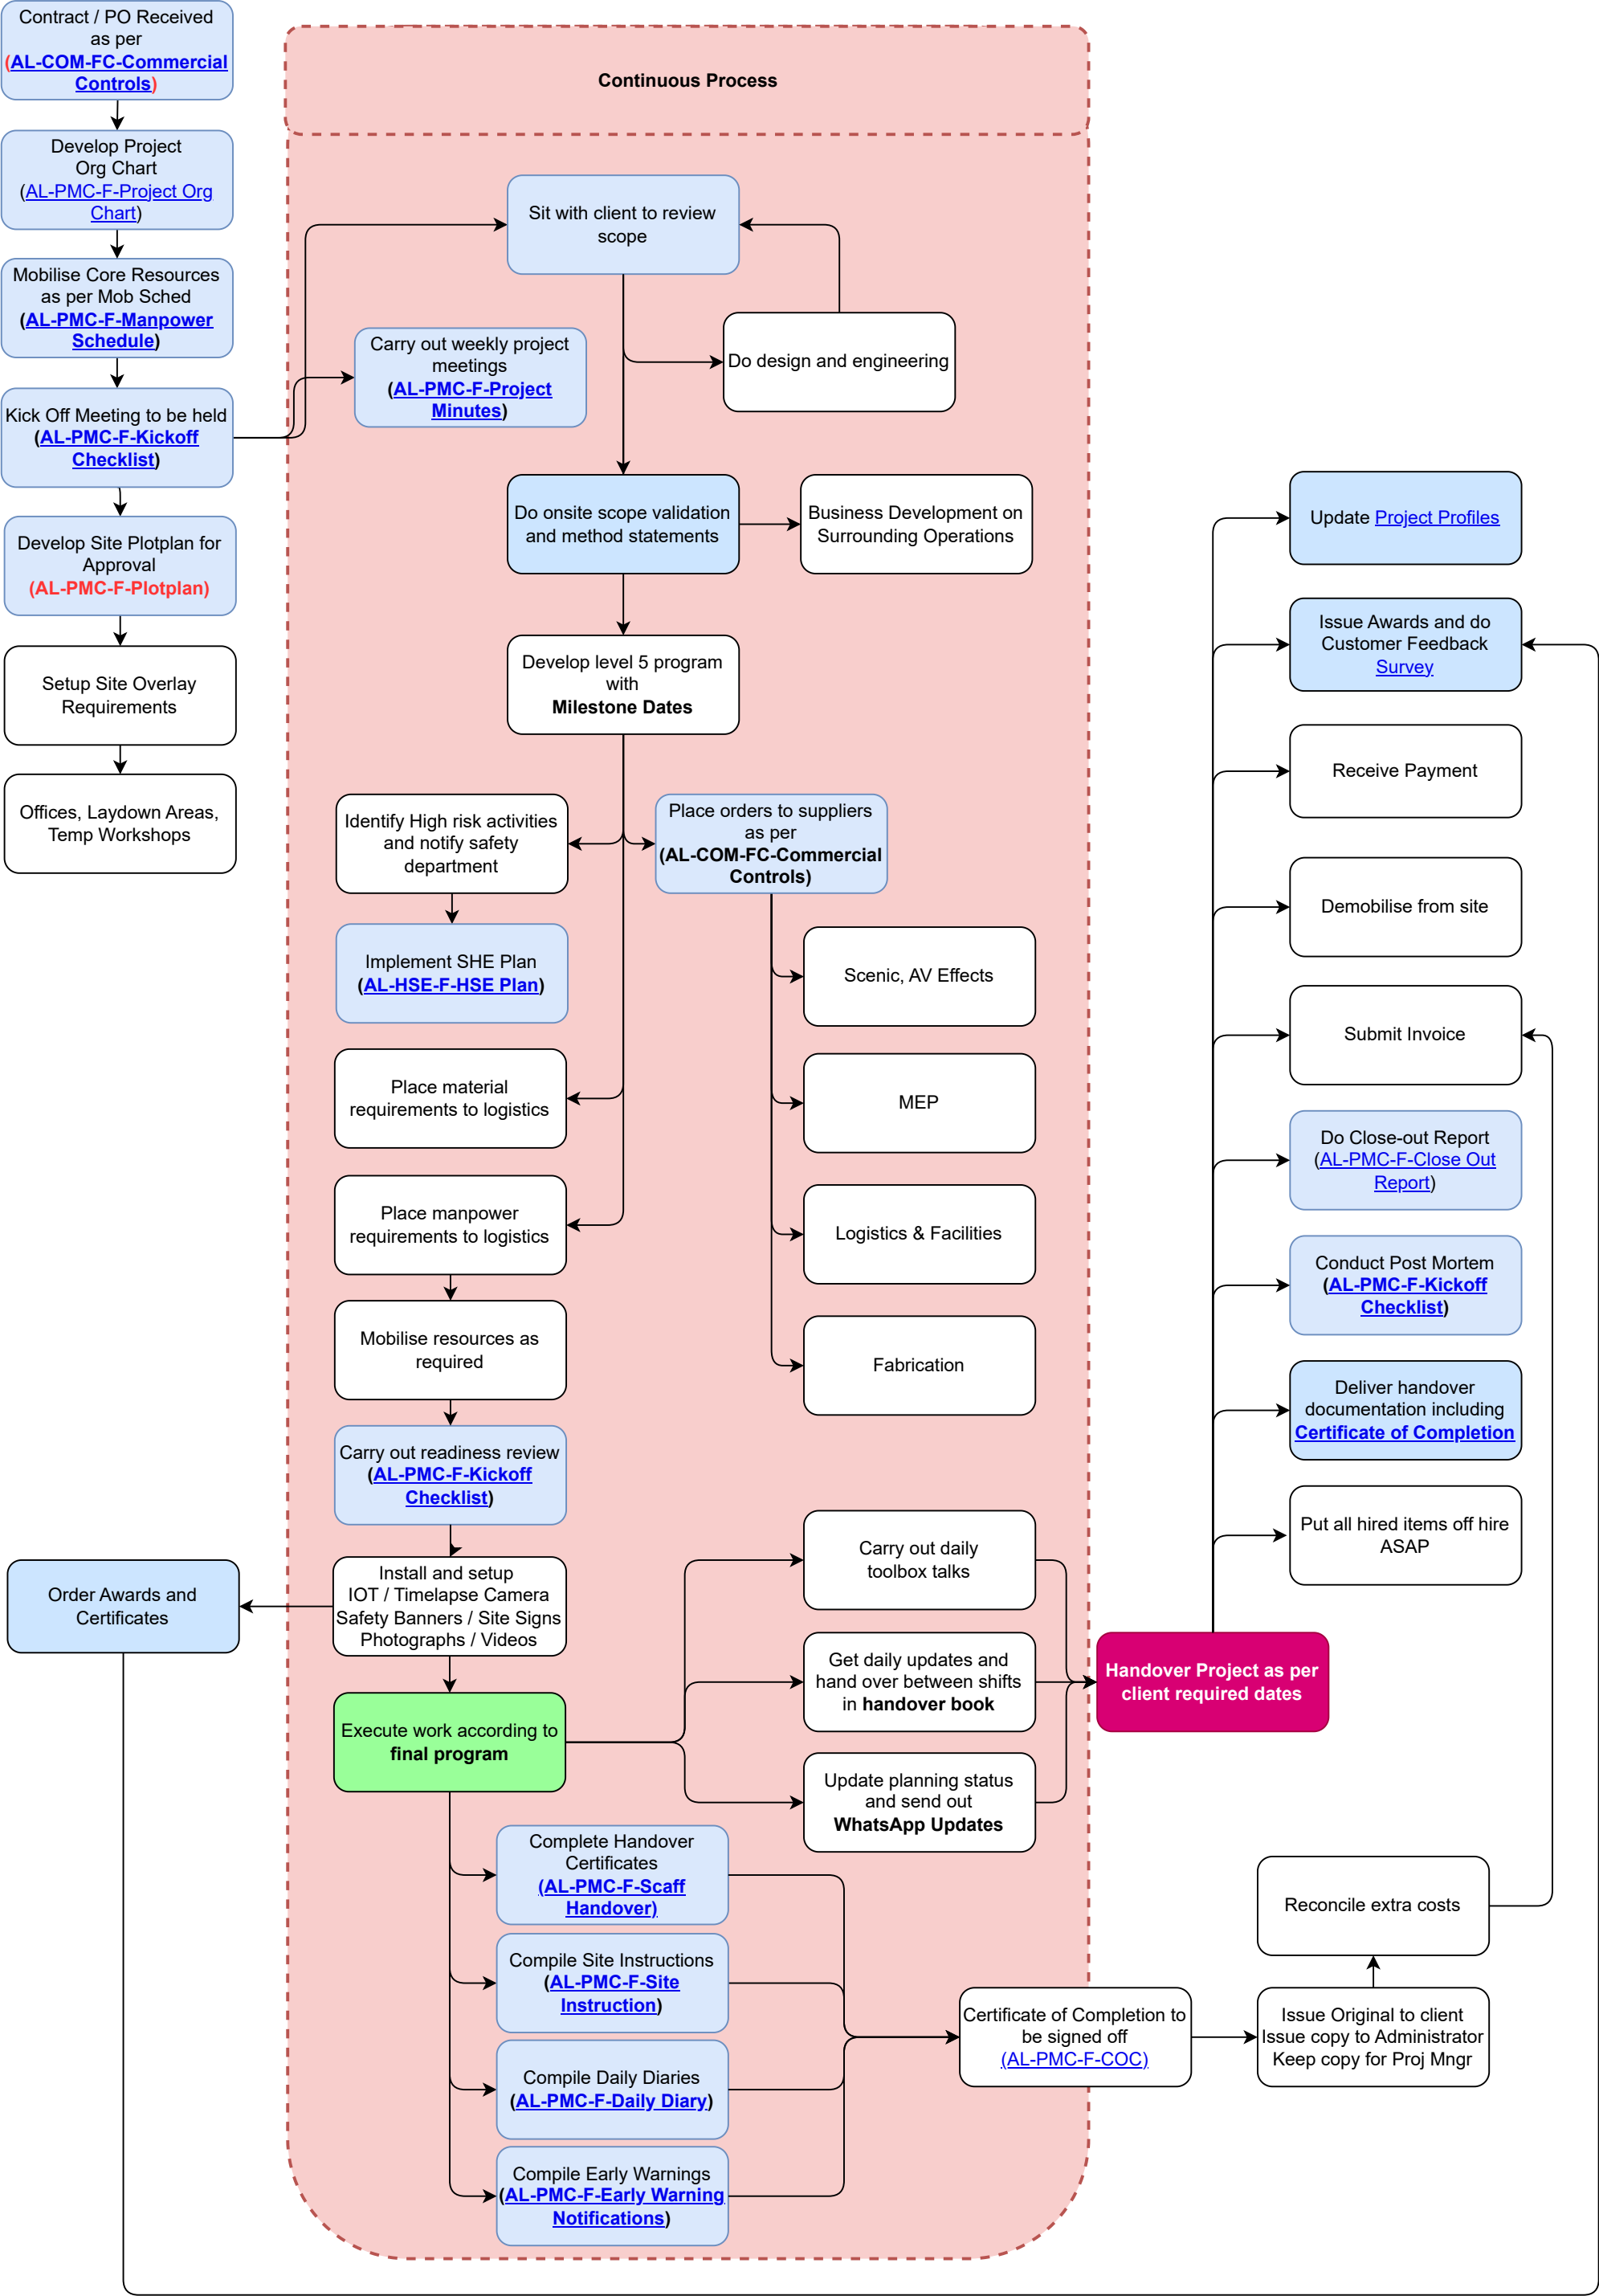 Contract / PO Received
as per
(AL-COM-FC-Commercial
Controls)
Develop Project
Org Chart
(AL-PMC-F-Project Org
Chart)
Mobilise Core Resources
as per Mob Sched
(AL-PMC-F-Manpower
Schedule)
Kick Off Meeting to be held
(AL-PMC-F-Kickoff
Checklist)
Develop Site Plotplan for
Approval
(AL-PMC-F-Plotplan)
Setup Site Overlay
Requirements
Offices, Laydown Areas,
Temp Workshops
Continuous Process
Sit with client to review
scope
Carry out weekly project
meetings
(AL-PMC-F-Project
Minutes)
Do design and engineering
Do onsite scope validation
and method statements
Business Development on
Surrounding Operations
Develop level 5 program
with
Milestone Dates
Identify High risk activities
and notify safety
department
Place orders to suppliers
as per
(AL-COM-FC-Commercial
Controls)
Implement SHE Plan
(AL-HSE-F-HSE Plan)
Scenic, AV Effects
Place material
requirements to logistics
MEP
Place manpower
requirements to logistics
Logistics & Facilities
Mobilise resources as
required
Fabrication
Carry out readiness review
(AL-PMC-F-Kickoff
Checklist)
Install and setup
IOT / Timelapse Camera
Safety Banners / Site Signs
Photographs / Videos
Order Awards and
Certificates
Execute work according to
final program
Carry out daily
toolbox talks
Get daily updates and
hand over between shifts
in handover book
Update planning status
and send out
WhatsApp Updates
Complete Handover
Certificates
(AL-PMC-F-Scaff
Handover)
Compile Site Instructions
(AL-PMC-F-Site
Instruction)
Compile Daily Diaries
(AL-PMC-F-Daily Diary)
Compile Early Warnings
(AL-PMC-F-Early Warning
Notifications)
Certificate of Completion to
be signed off
(AL-PMC-F-COC)
Issue Original to client
Issue copy to Administrator
Keep copy for Proj Mngr
Reconcile extra costs
Handover Project as per
client required dates
Update Project Profiles
Issue Awards and do
Customer Feedback
Survey
Receive Payment
Demobilise from site
Submit Invoice
Do Close-out Report
(AL-PMC-F-Close Out
Report)
Conduct Post Mortem
(AL-PMC-F-Kickoff
Checklist)
Deliver handover
documentation including
Certificate of Completion
Put all hired items off hire
ASAP